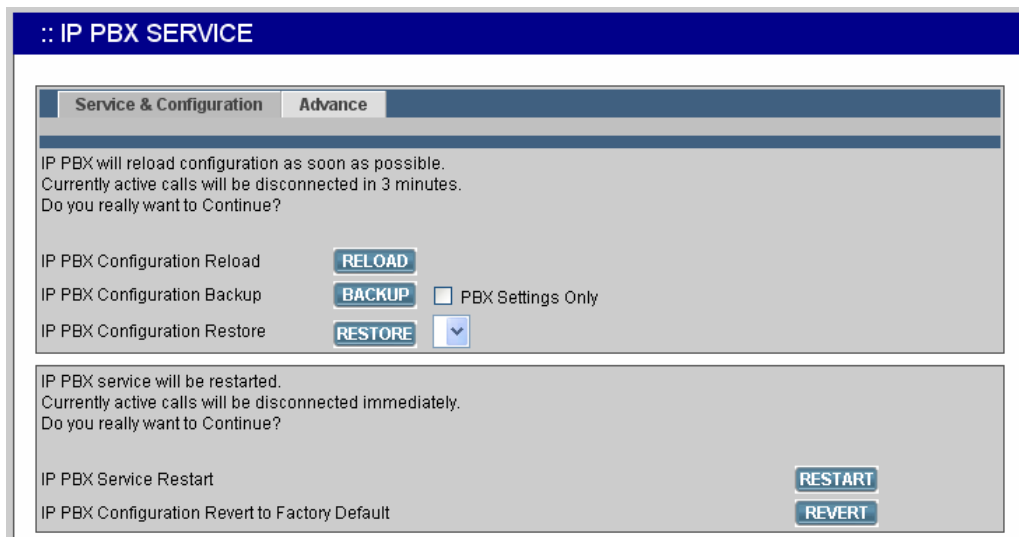 :: IP PBX SERVICE
Service & Configuration Advance
IP PBX will reload configuration as soon as possible.
Currently active calls will be disconnected in 3 minutes.
Do you really want to Continue?
IP PBX Configuration Reload RELOAD
IP PBX Configuration Backup BACKUP PBX Settings Only
IP PBX Configuration Restore RESTORE
IP PBX service will be restarted.
Currently active calls will be disconnected immediately.
Do you really want to Continue?
IP PBX Service Restart RESTART
IP PBX Configuration Revert to Factory Default REVERT